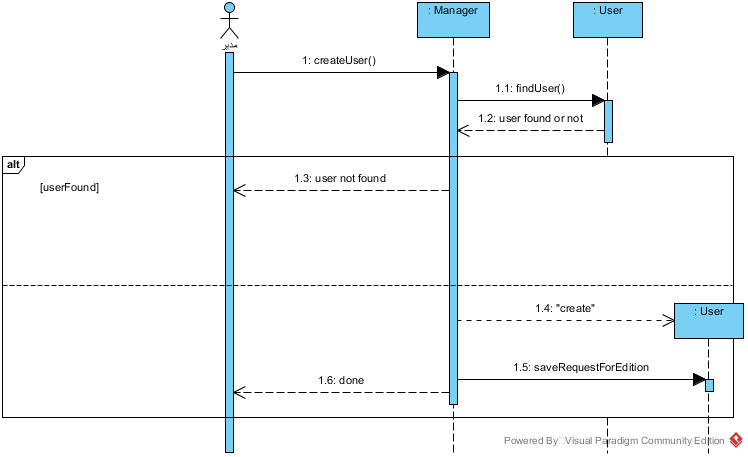 : Manager
: User
مدیر
1: createUser()
1.1: findUser()
1.2: user found or not
alt
1.3: user not found
[userFound]
1.4: "create"
: User
1.5: saveRequestForEdition
1.6: done
Powered By Visual Paradigm Community Edition